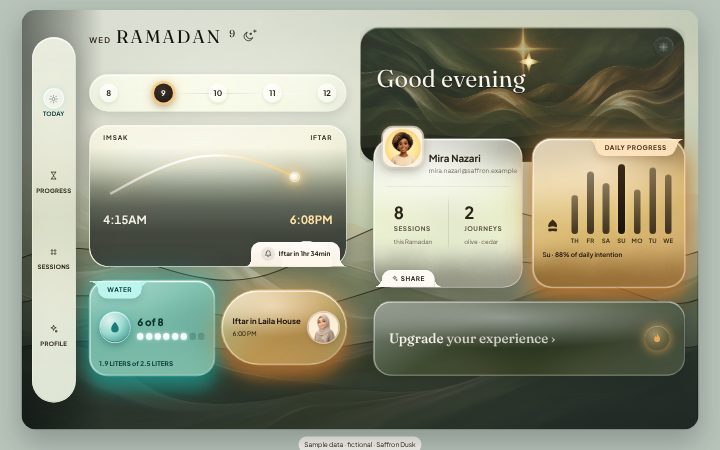 WED RAMADAN 9
8 9 10 11 12
IMSAK IFTAR
4:15AM 6:08PM
Iftar in 1hr 34min
TODAY
PROGRESS
SESSIONS
PROFILE
WATER
6 of 8
1.9 LITERS of 2.5 LITERS
Iftar in Laila House
6:00 PM
Good evening
Mira Nazari
mira.nazari@saffron.example
8 2
SESSIONS JOURNEYS
this Ramadan olive · cedar
SHARE
DAILY PROGRESS
TH FR SA SU MO TU WE
Su · 88% of daily intention
Upgrade your experience ›
Sample data · fictional · Saffron Dusk